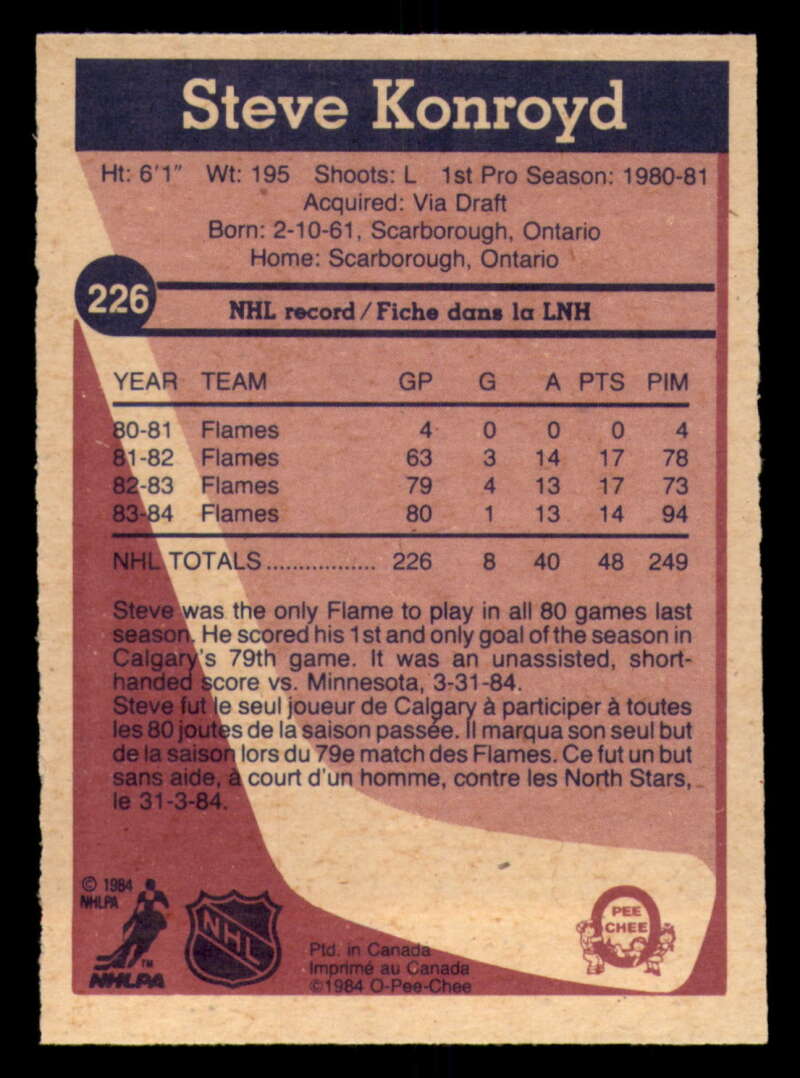 Steve Konroyd
Ht: 6'1" Wt: 195 Shoots: L 1st Pro Season: 1980-81
Acquired: Via Draft
Born: 2-10-61, Scarborough, Ontario
Home: Scarborough, Ontario
226
NHL record / Fiche dans la LNH
YEAR TEAM GP G A PTS PIM
80-81 Flames 4 0 0 0 4
81-82 Flames 63 3 14 17 78
82-83 Flames 79 4 13 17 73
83-84 Flames 80 1 13 14 94
NHL TOTALS................. 226 8 40 48 249
Steve was the only Flame to play in all 80 games last
season. He scored his 1st and only goal of the season in
Calgary's 79th game. It was an unassisted, short-
handed score vs. Minnesota, 3-31-84.
Steve fut le seul joueur de Calgary à participer à toutes
les 80 joutes de la saison passée. Il marqua son seul but
de la saison lors du 79e match des Flames. Ce fut un but
sans aide, à court d'un homme, contre les North Stars,
le 31-3-84.
© 1984
NHLPA
TM
NHLPA
NHL
Ptd. in Canada
Imprimé au Canada
©1984 O-Pee-Chee
PEE
CHEE